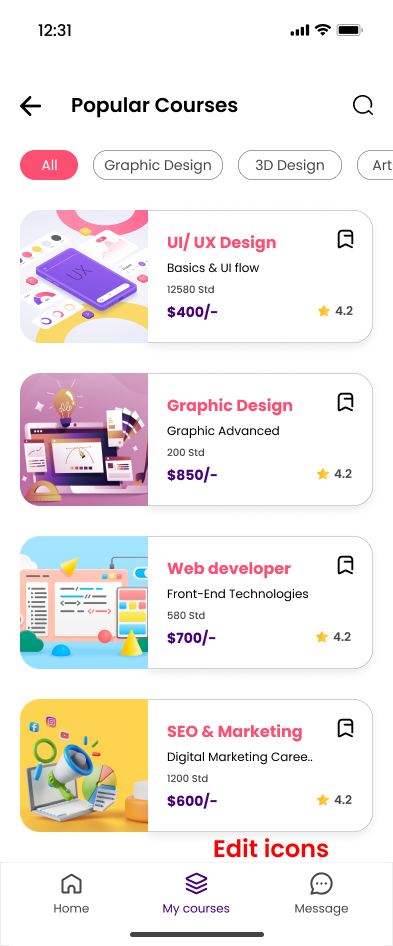 12:31
Popular Courses
All
Graphic Design
3D Design
Art
UX
UI/ UX Design
Basics & UI flow
12580 Std
$400/-
4.2
Graphic Design
Graphic Advanced
200 Std
$850/-
4.2
Web developer
Front-End Technologies
580 Std
$700/-
4.2
SEO & Marketing
Digital Marketing Caree..
1200 Std
$600/-
4.2
Edit icons
Home
My courses
Message